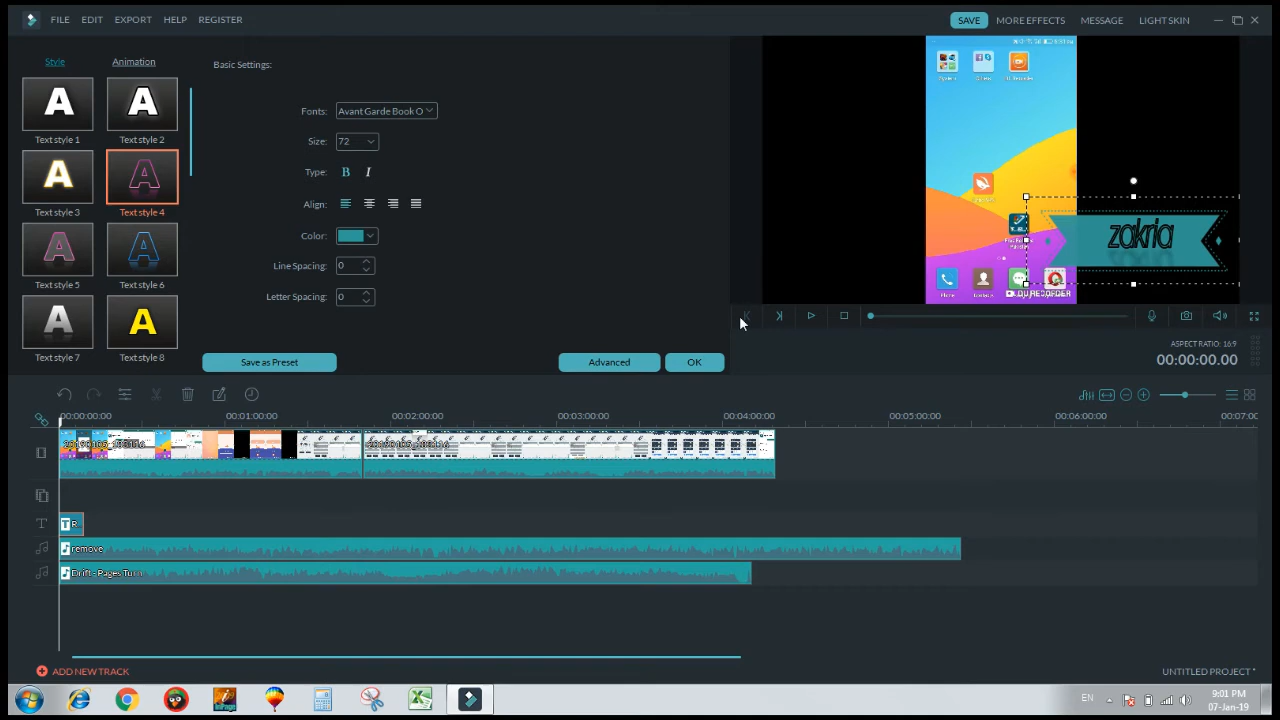 FILE EDIT EXPORT HELP REGISTER SAVE MORE EFFECTS MESSAGE LIGHT SKIN
Style Animation
Basic Settings:
Text style 1 Text style 2
Text style 3 Text style 4
Text style 5 Text style 6
Text style 7 Text style 8
Fonts: Avant Garde Book O
Size: 72
Type: B I
Align:
Color:
Line Spacing: 0
Letter Spacing: 0
Save as Preset Advanced OK
zakria
DU RECORDER
ASPECT RATIO: 16:9
00:00:00.00
00:00:00:00 00:01:00:00 00:02:00:00 00:03:00:00 00:04:00:00 00:05:00:00 00:06:00:00 00:07:0
T R
remove
Drift - Pages Turn
ADD NEW TRACK UNTITLED PROJECT *
EN 9:01 PM
07-Jan-19